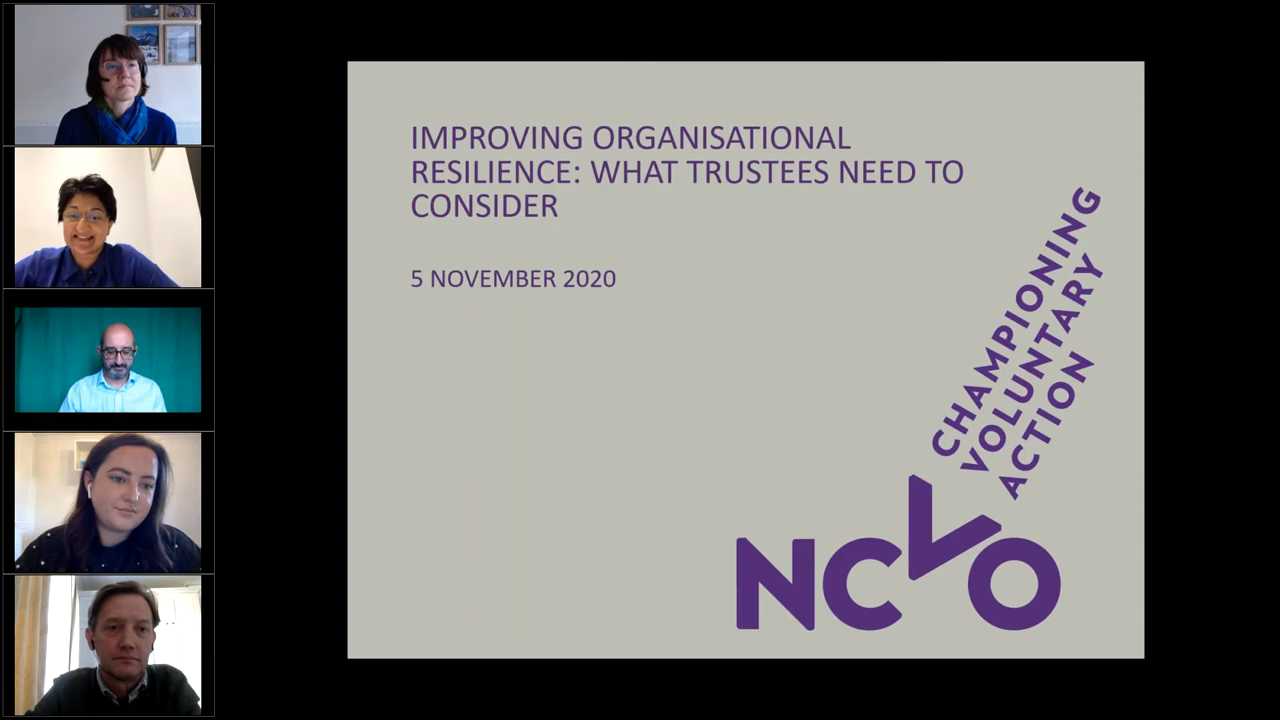 IMPROVING ORGANISATIONAL
RESILIENCE: WHAT TRUSTEES NEED TO
CONSIDER
5 NOVEMBER 2020
CHAMPIONING
VOLUNTARY
ACTION
NCVO